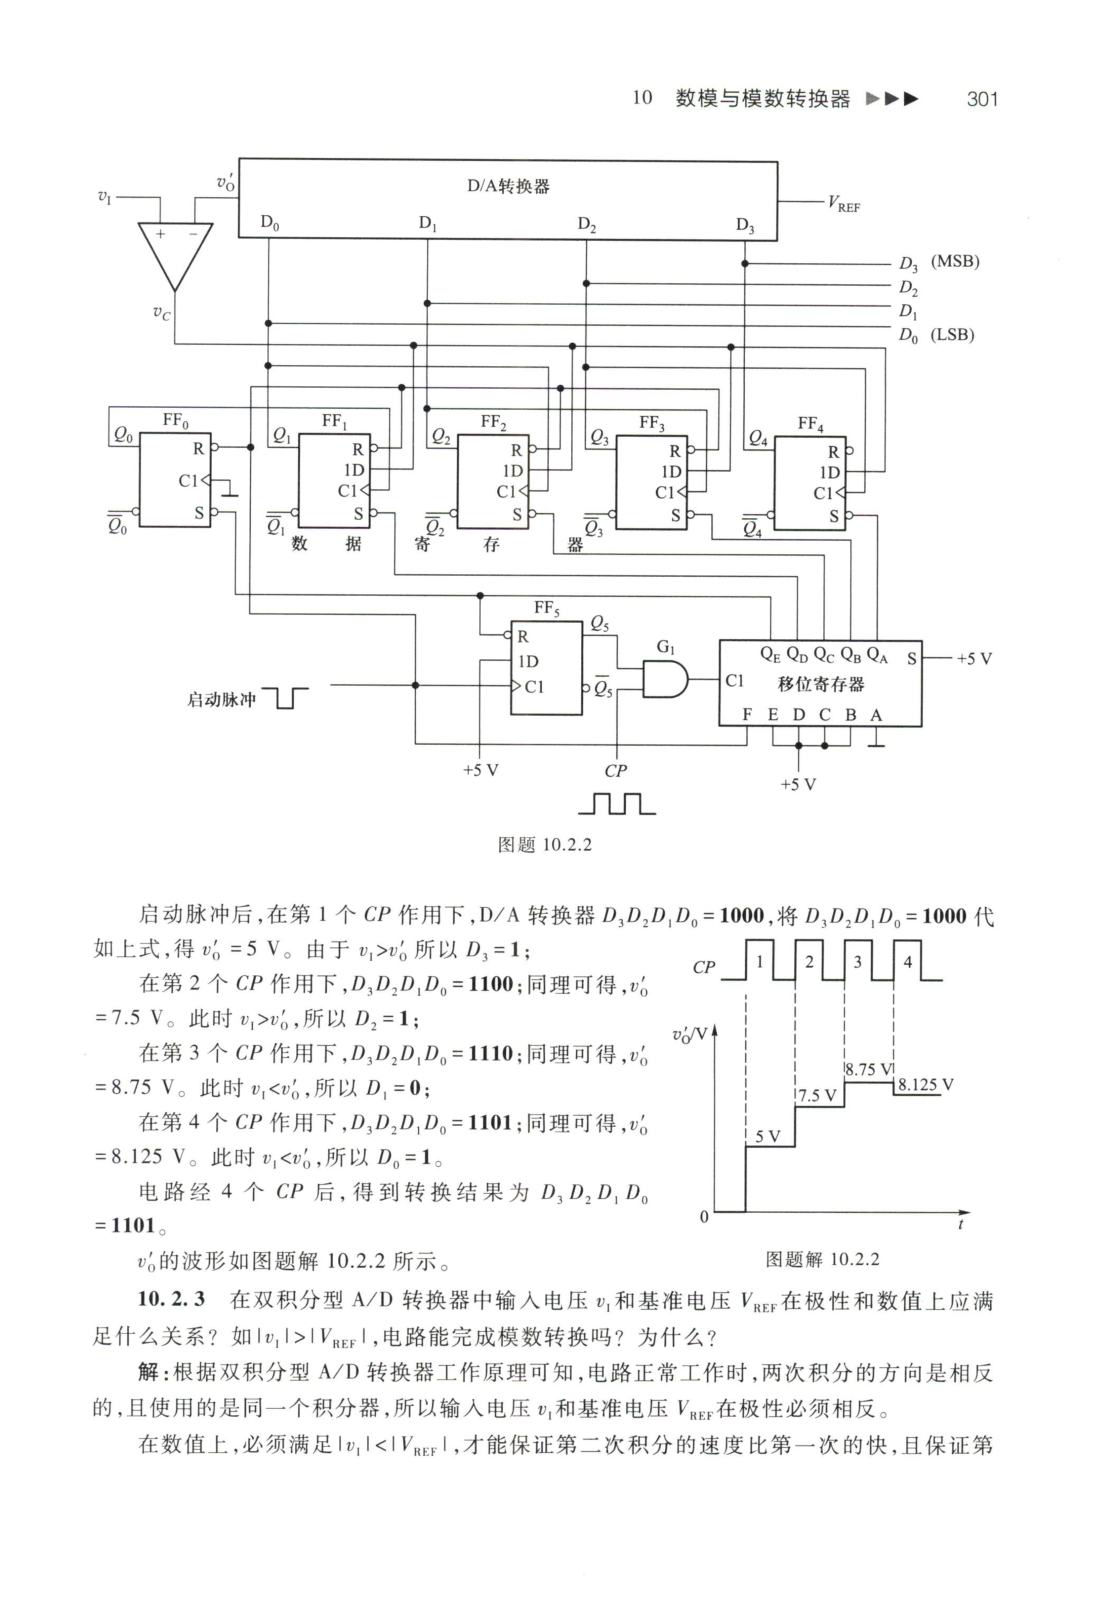 10 数模与模数转换器 ▶▶▶ 301
D/A转换器
v′O
vI
VREF
D0 D1 D2 D3
+ −
vC
D3 (MSB)
D2
D1
D0 (LSB)
FF0 FF1 FF2 FF3 FF4
Q0 Q1 Q2 Q3 Q4
R R R R R
1D 1D 1D 1D
C1 C1 C1 C1 C1
S S S S S
Q̅0 Q̅1 Q̅2 Q̅3 Q̅4
数 据 寄 存 器
FF5
Q5
R
1D
C1
Q̅5
G1
QE QD QC QB QA S +5 V
C1 移位寄存器
F E D C B A
启动脉冲
+5 V
CP
+5 V
图题 10.2.2
启动脉冲后,在第 1 个 CP 作用下,D/A 转换器 D3D2D1D0 = 1000,将 D3D2D1D0 = 1000 代
如上式,得 v′O = 5 V。由于 vI>v′O 所以 D3 = 1;
在第 2 个 CP 作用下,D3D2D1D0 = 1100;同理可得,v′O
= 7.5 V。此时 vI>v′O,所以 D2 = 1;
在第 3 个 CP 作用下,D3D2D1D0 = 1110;同理可得,v′O
= 8.75 V。此时 vI<v′O,所以 D1 = 0;
在第 4 个 CP 作用下,D3D2D1D0 = 1101;同理可得,v′O
= 8.125 V。此时 vI<v′O,所以 D0 = 1。
电路经 4 个 CP 后,得到转换结果为 D3D2D1D0
= 1101。
v′O的波形如图题解 10.2.2 所示。
CP 1 2 3 4
v′O/V
8.75 V
8.125 V
7.5 V
5 V
0
t
图题解 10.2.2
10.2.3 在双积分型 A/D 转换器中输入电压 vI和基准电压 VREF在极性和数值上应满
足什么关系? 如|vI|>|VREF|,电路能完成模数转换吗? 为什么?
解:根据双积分型 A/D 转换器工作原理可知,电路正常工作时,两次积分的方向是相反
的,且使用的是同一个积分器,所以输入电压 vI和基准电压 VREF在极性必须相反。
在数值上,必须满足|vI|<|VREF|,才能保证第二次积分的速度比第一次的快,且保证第